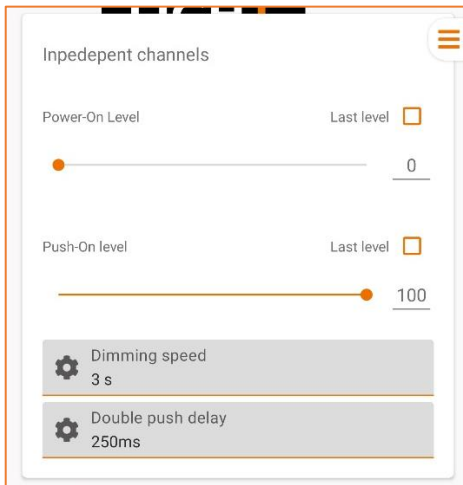 Inpedepent channels
Power-On Level
Last level
0
Push-On level
Last level
100
Dimming speed
3 s
Double push delay
250ms